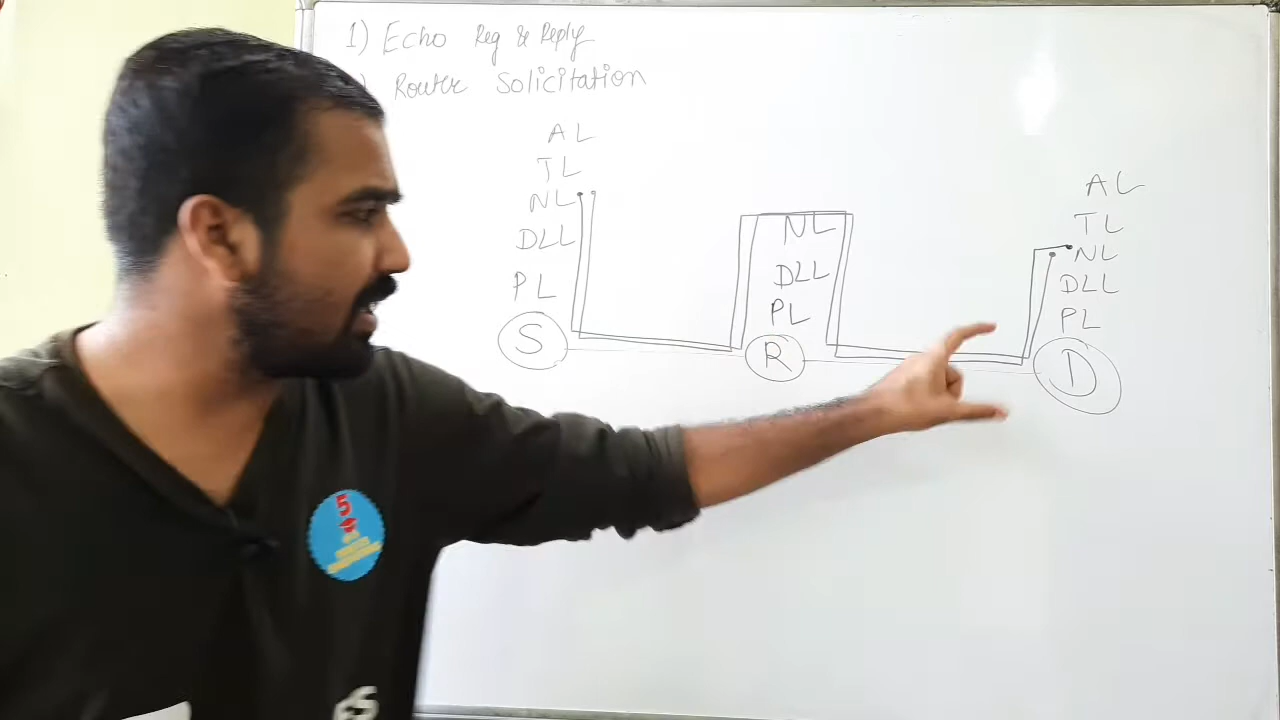 1) Echo Req & Reply
) Router Solicitation
AL
TL
NL
DLL
PL
S
NL
DLL
PL
R
AL
TL
NL
DLL
PL
D
5